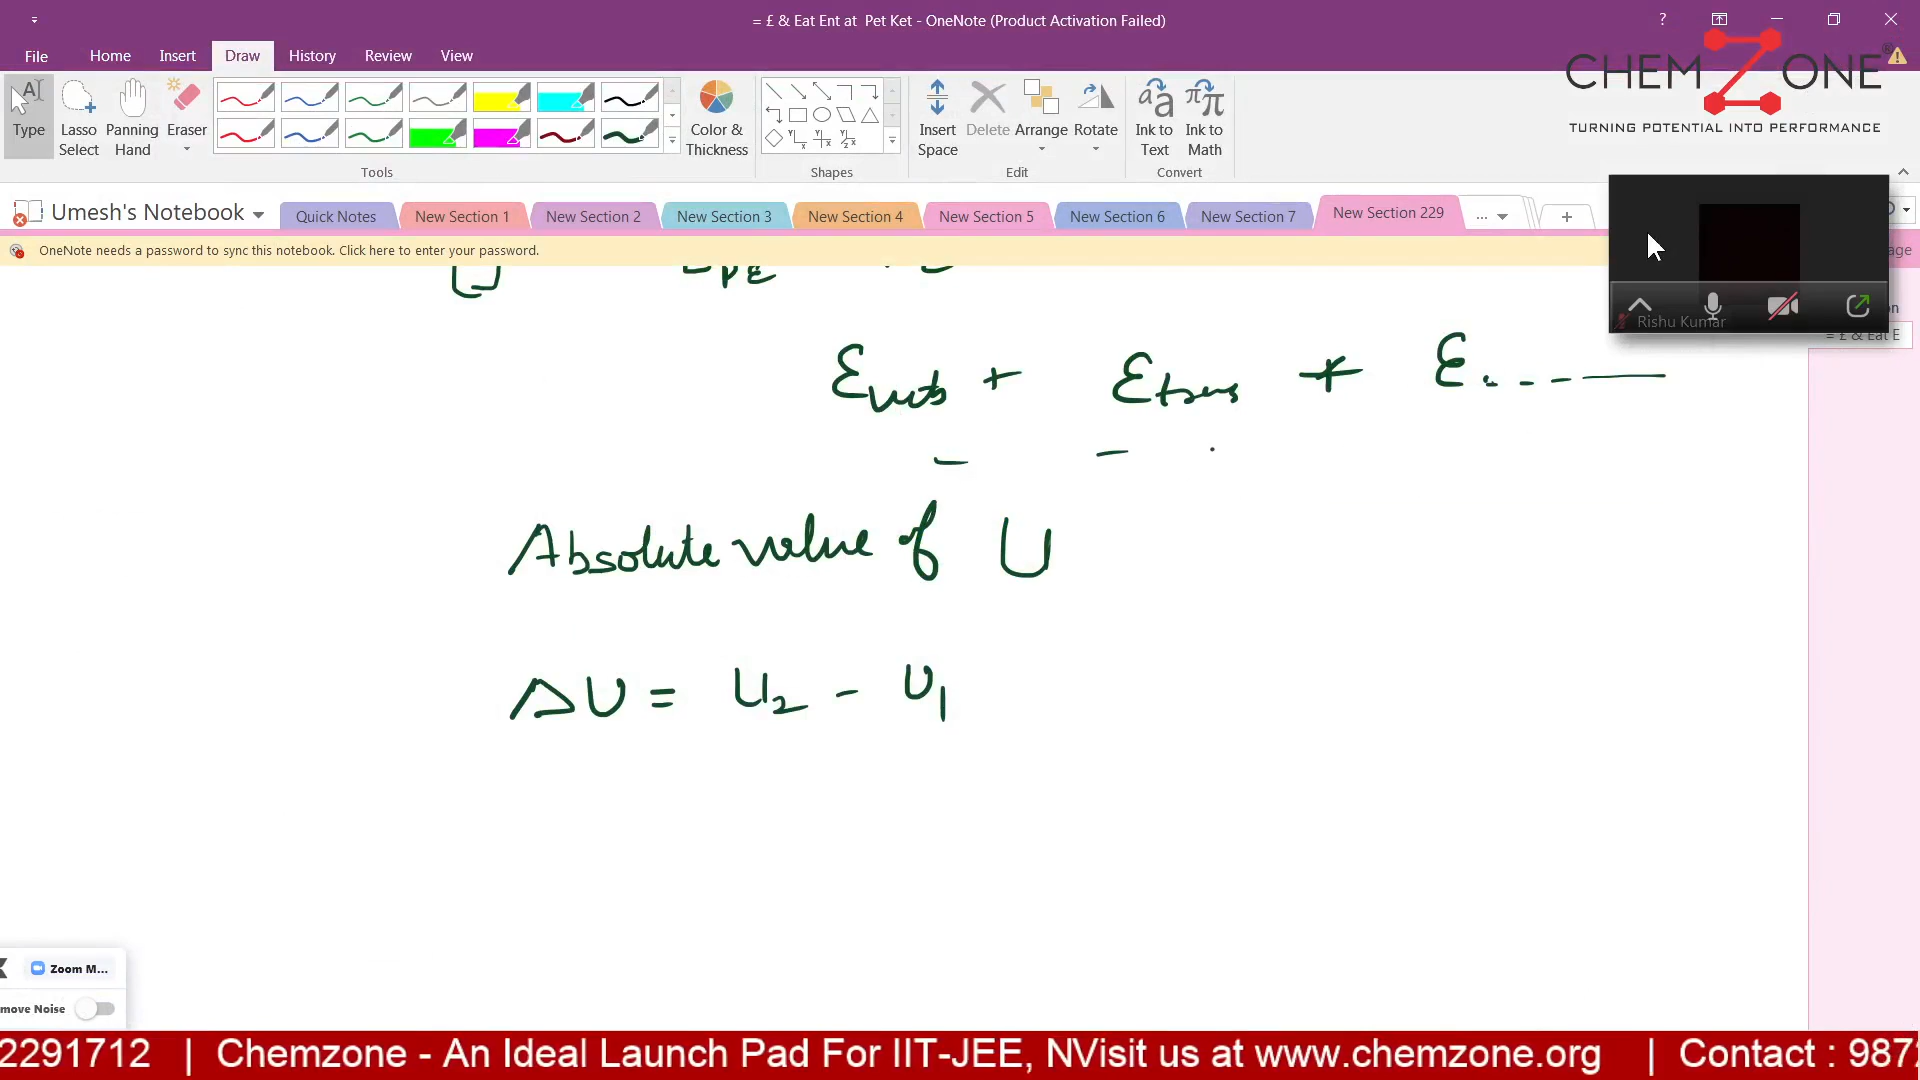 = £ & Eat Ent at Pet Ket - OneNote (Product Activation Failed)
File Home Insert Draw History Review View
CHEMZONE
TURNING POTENTIAL INTO PERFORMANCE
Type
Lasso Select
Panning Hand
Eraser
Color & Thickness
Insert Space
Delete
Arrange
Rotate
Ink to Text
Ink to Math
Tools Shapes Edit Convert
Umesh's Notebook Quick Notes New Section 1 New Section 2 New Section 3 New Section 4 New Section 5 New Section 6 New Section 7 New Section 229 ... +
OneNote needs a password to sync this notebook. Click here to enter your password.
age
Rishu Kumar
on
= £ & Eat E
+ + E.... 
Absolute value of U
ΔU = U₂ - U₁
Zoom M...
move Noise
2291712 | Chemzone - An Ideal Launch Pad For IIT-JEE, NVisit us at www.chemzone.org | Contact : 987